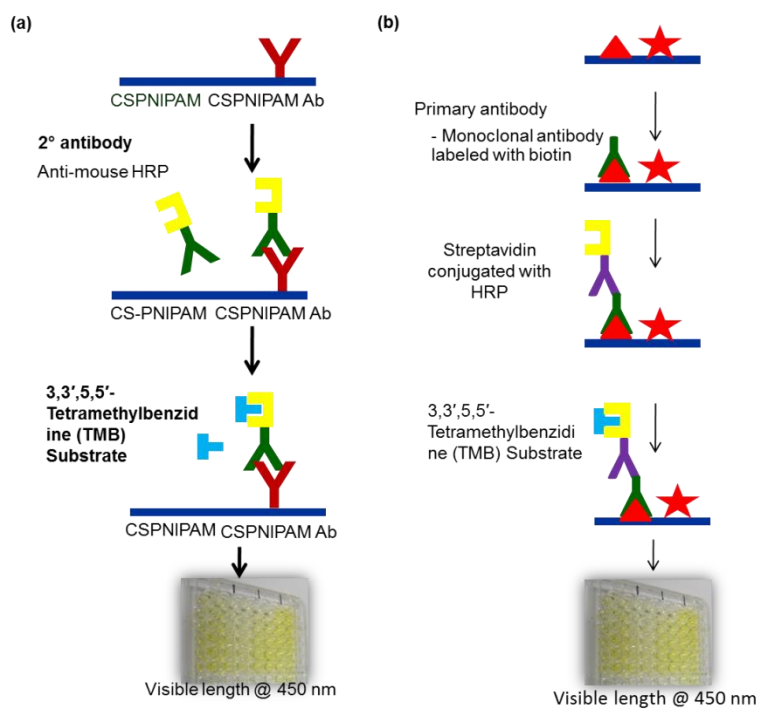 (a)
CSPNIPAM CSPNIPAM Ab
2° antibody
Anti-mouse HRP
CS-PNIPAM CSPNIPAM Ab
3,3′,5,5′-
Tetramethylbenzid
ine (TMB)
Substrate
CSPNIPAM CSPNIPAM Ab
Visible length @ 450 nm
(b)
Primary antibody
- Monoclonal antibody
labeled with biotin
Streptavidin
conjugated with
HRP
3,3′,5,5′-
Tetramethylbenzidi
ne (TMB) Substrate
Visible length @ 450 nm